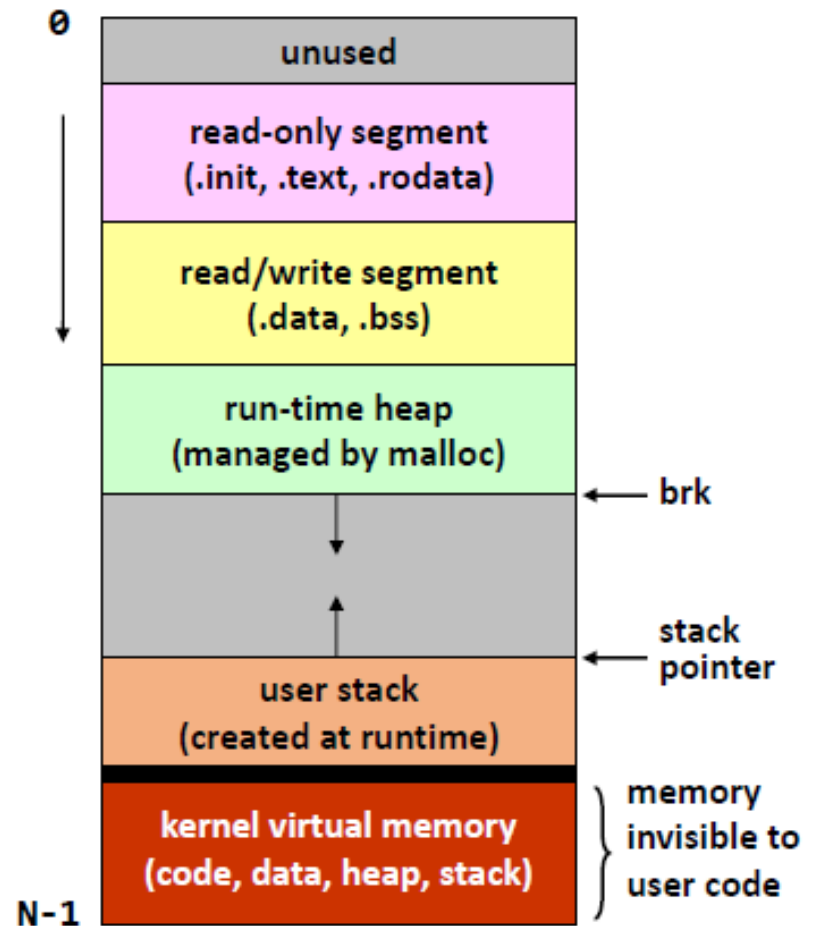 0
unused
read-only segment
(.init, .text, .rodata)
read/write segment
(.data, .bss)
run-time heap
(managed by malloc)
brk
stack
pointer
user stack
(created at runtime)
kernel virtual memory
(code, data, heap, stack)
memory
invisible to
user code
N-1